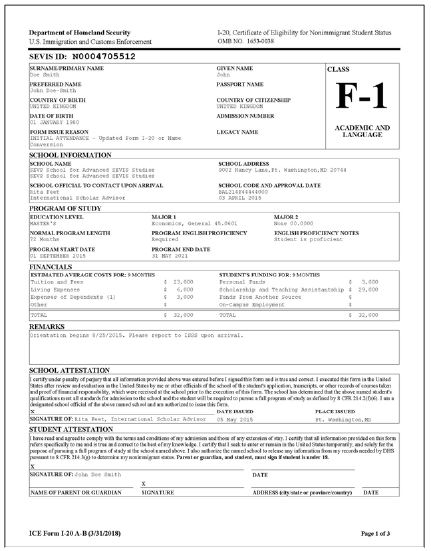 Department of Homeland Security
U.S. Immigration and Customs Enforcement
I-20, Certificate of Eligibility for Nonimmigrant Student Status
OMB NO. 1653-0038
SEVIS ID: N0004705512
SURNAME/PRIMARY NAME
Doe Smith
GIVEN NAME
John
CLASS
PREFERRED NAME
John Doe-Smith
PASSPORT NAME
COUNTRY OF BIRTH
UNITED KINGDOM
COUNTRY OF CITIZENSHIP
UNITED KINGDOM
F-1
DATE OF BIRTH
01 JANUARY 1980
ADMISSION NUMBER
FORM ISSUE REASON
INITIAL ATTENDANCE - Updated Form I-20 or Name
Conversion
LEGACY NAME
ACADEMIC AND
LANGUAGE
SCHOOL INFORMATION
SCHOOL NAME
SEVP School for Advanced SEVIS Studies
SEVP School for Advanced SEVIS Studies
SCHOOL ADDRESS
9002 Nancy Lane, Ft. Washington, MD 20744
SCHOOL OFFICIAL TO CONTACT UPON ARRIVAL
Rita Feet
International Scholar Advisor
SCHOOL CODE AND APPROVAL DATE
BAL214F44444000
03 APRIL 2015
PROGRAM OF STUDY
EDUCATION LEVEL
MASTER'S
MAJOR 1
Economics, General 45.0601
MAJOR 2
None 00.0000
NORMAL PROGRAM LENGTH
72 Months
PROGRAM ENGLISH PROFICIENCY
Required
ENGLISH PROFICIENCY NOTES
Student is proficient
PROGRAM START DATE
01 SEPTEMBER 2015
PROGRAM END DATE
31 MAY 2021
FINANCIALS
ESTIMATED AVERAGE COSTS FOR: 9 MONTHS
Tuition and Fees $ 23,000
Living Expenses $ 6,000
Expenses of Dependents (1) $ 3,000
Other $
TOTAL $ 32,000
STUDENT'S FUNDING FOR: 9 MONTHS
Personal Funds $ 3,000
Scholarship and Teaching Assistantship $ 29,000
Funds From Another Source $
On-Campus Employment $
TOTAL $ 32,000
REMARKS
Orientation begins 8/25/2015. Please report to ISSS upon arrival.
SCHOOL ATTESTATION
I certify under penalty of perjury that all information provided above was entered before I signed this form and is true and correct. I executed this form in the United
States after review and evaluation in the United States by me or other officials of the school of the student's application, transcripts, or other records of courses taken
and proof of financial responsibility, which were received at the school prior to the execution of this form. The school has determined that the above named student's
qualifications meet all standards for admission to the school and the student will be required to pursue a full program of study as defined by 8 CFR 214.2(f)(6). I am a
designated school official of the above named school and am authorized to issue this form.
X
SIGNATURE OF: Rita Feet, International Scholar Advisor
DATE ISSUED
05 May 2015
PLACE ISSUED
Ft. Washington, MD
STUDENT ATTESTATION
I have read and agreed to comply with the terms and conditions of my admission and those of any extension of stay. I certify that all information provided on this form
refers specifically to me and is true and correct to the best of my knowledge. I certify that I seek to enter or remain in the United States temporarily, and solely for the
purpose of pursuing a full program of study at the school named above. I also authorize the named school to release any information from my records needed by DHS
pursuant to 8 CFR 214.3(g) to determine my nonimmigrant status. Parent or guardian, and student, must sign if student is under 18.
X
SIGNATURE OF: John Doe Smith
DATE
X
NAME OF PARENT OR GUARDIAN
SIGNATURE
ADDRESS (city/state or province/country)
DATE
ICE Form I-20 A-B (3/31/2018)
Page 1 of 3